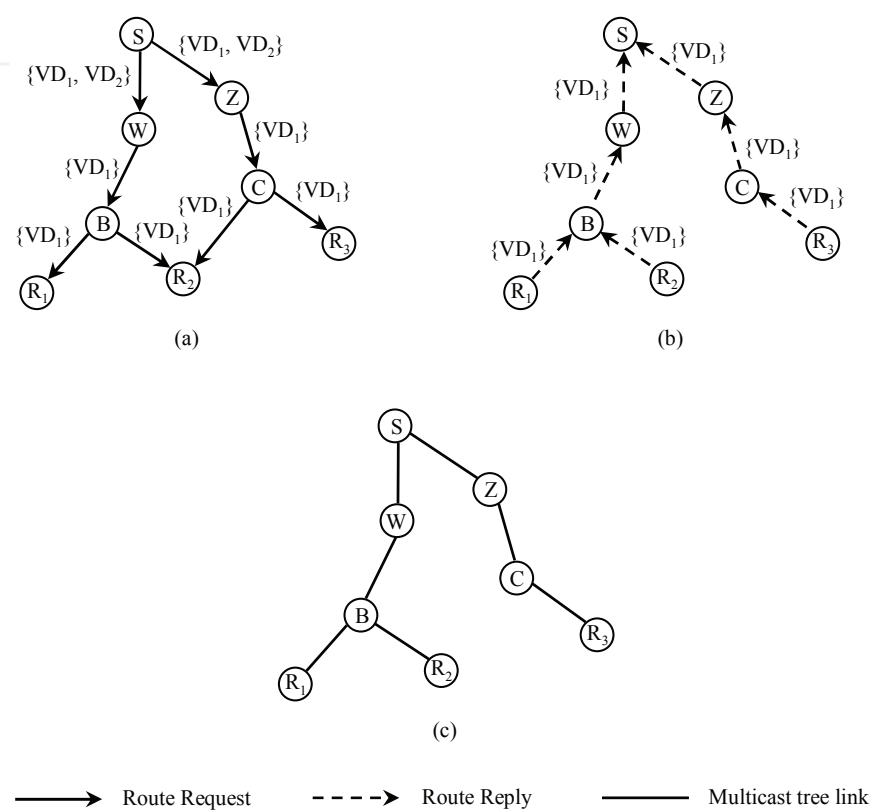 S
{VD₁, VD₂}
{VD₁, VD₂}
Z
W
{VD₁}
{VD₁}
C
{VD₁}
{VD₁}
B
{VD₁}
{VD₁}
R₃
R₁
R₂
(a)
S
{VD₁}
{VD₁}
Z
W
{VD₁}
{VD₁}
C
{VD₁}
B
{VD₁}
{VD₁}
R₃
R₁
R₂
(b)
S
Z
W
C
B
R₃
R₁
R₂
(c)
Route Request
Route Reply
Multicast tree link